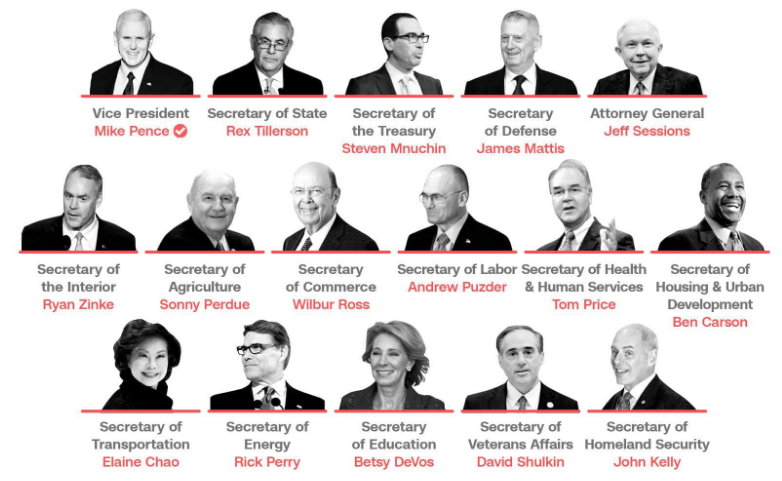 Vice President
Mike Pence
Secretary of State
Rex Tillerson
Secretary of
the Treasury
Steven Mnuchin
Secretary
of Defense
James Mattis
Attorney General
Jeff Sessions
Secretary of
the Interior
Ryan Zinke
Secretary of
Agriculture
Sonny Perdue
Secretary
of Commerce
Wilbur Ross
Secretary of Labor
Andrew Puzder
Secretary of Health
& Human Services
Tom Price
Secretary of
Housing & Urban
Development
Ben Carson
Secretary of
Transportation
Elaine Chao
Secretary of
Energy
Rick Perry
Secretary
of Education
Betsy DeVos
Secretary of
Veterans Affairs
David Shulkin
Secretary of
Homeland Security
John Kelly